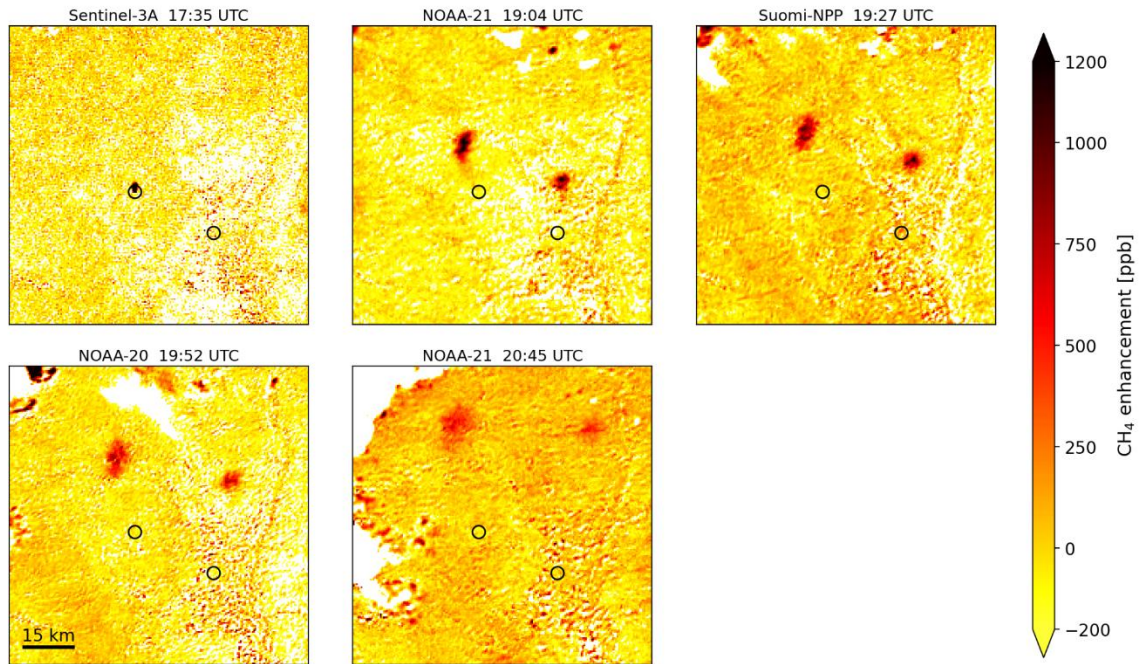 Sentinel-3A 17:35 UTC
NOAA-21 19:04 UTC
Suomi-NPP 19:27 UTC
NOAA-20 19:52 UTC
NOAA-21 20:45 UTC
15 km
1200
1000
750
500
250
0
−200
CH₄ enhancement [ppb]